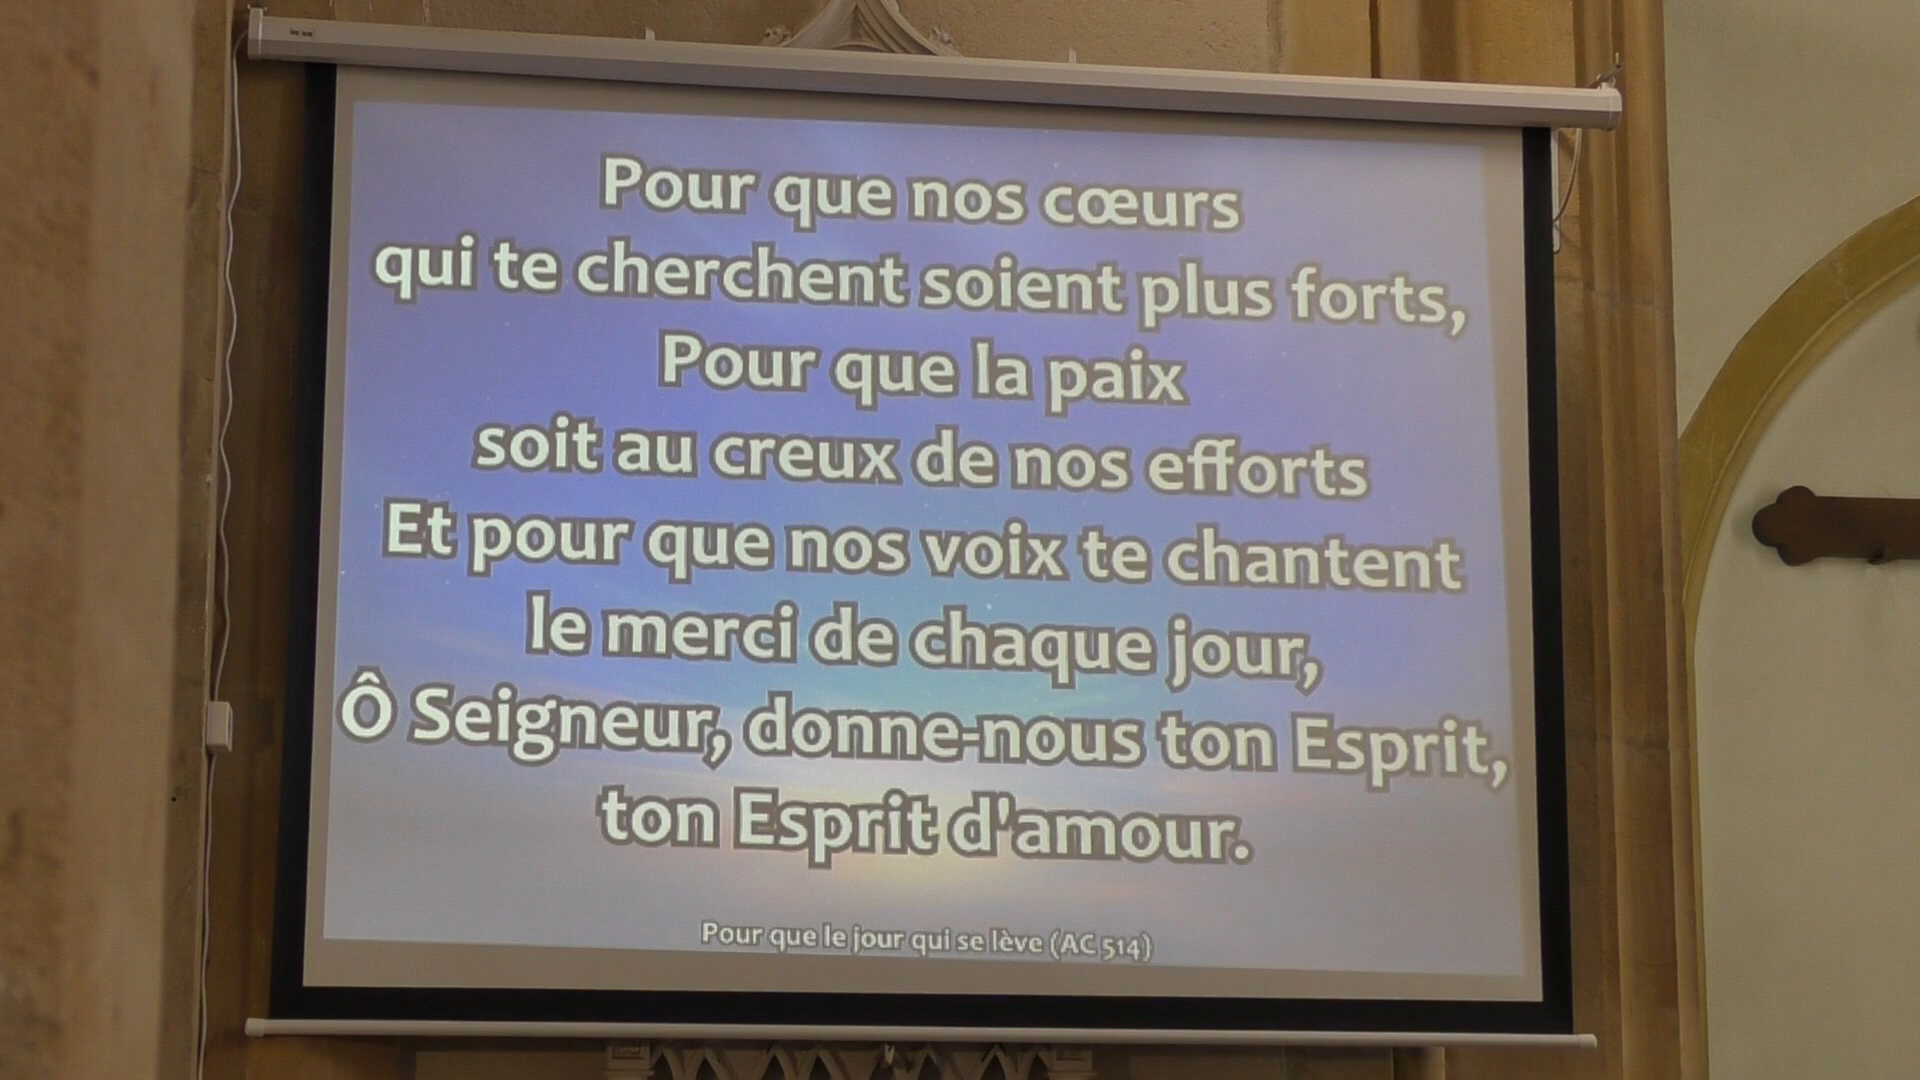 Pour que nos cœurs
qui te cherchent soient plus forts,
Pour que la paix
soit au creux de nos efforts
Et pour que nos voix te chantent
le merci de chaque jour,
Ô Seigneur, donne-nous ton Esprit,
ton Esprit d'amour.
Pour que le jour qui se lève (AC 514)